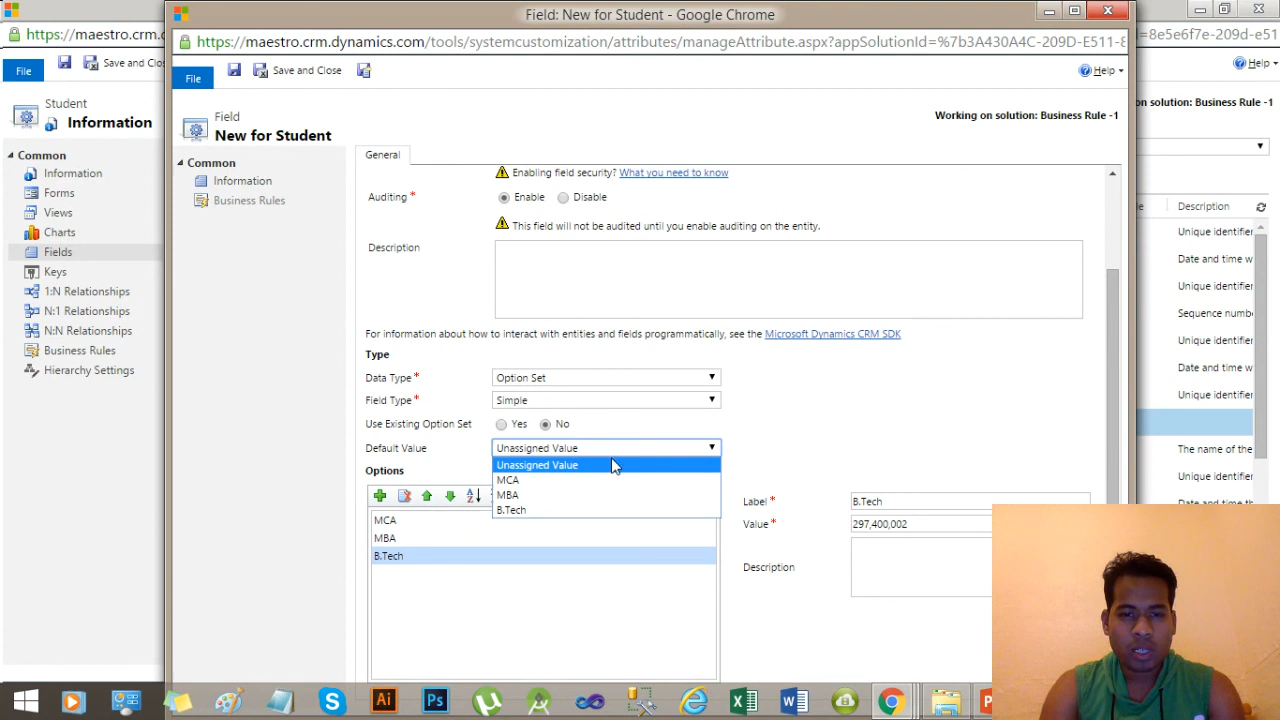 Field: New for Student - Google Chrome
https://maestro.crm.d
https://maestro.crm.dynamics.com/tools/systemcustomization/attributes/manageAttribute.aspx?appSolutionId=%7b3A430A4C-209D-E511-8
8e5e6f7e-209d-e51
File
Save and Clos
File
Save and Close
Help
Help
Student
Information
Field
New for Student
Working on solution: Business Rule -1
on solution: Business Rule -1
Common
Information
Forms
Views
Charts
Fields
Keys
1:N Relationships
N:1 Relationships
N:N Relationships
Business Rules
Hierarchy Settings
Common
Information
Business Rules
General
Enabling field security? What you need to know
Auditing *
Enable
Disable
This field will not be audited until you enable auditing on the entity.
Description
For information about how to interact with entities and fields programmatically, see the Microsoft Dynamics CRM SDK
Type
Data Type *
Option Set
Field Type *
Simple
Use Existing Option Set
Yes
No
Default Value
Unassigned Value
Unassigned Value
MCA
MBA
B.Tech
Options
MCA
MBA
B.Tech
Label *
B.Tech
Value *
297,400,002
Description
Description
Unique identifier
Date and time w
Unique identifier
Sequence numb
Unique identifier
Date and time w
Unique identifier
The name of the
Unique identifier